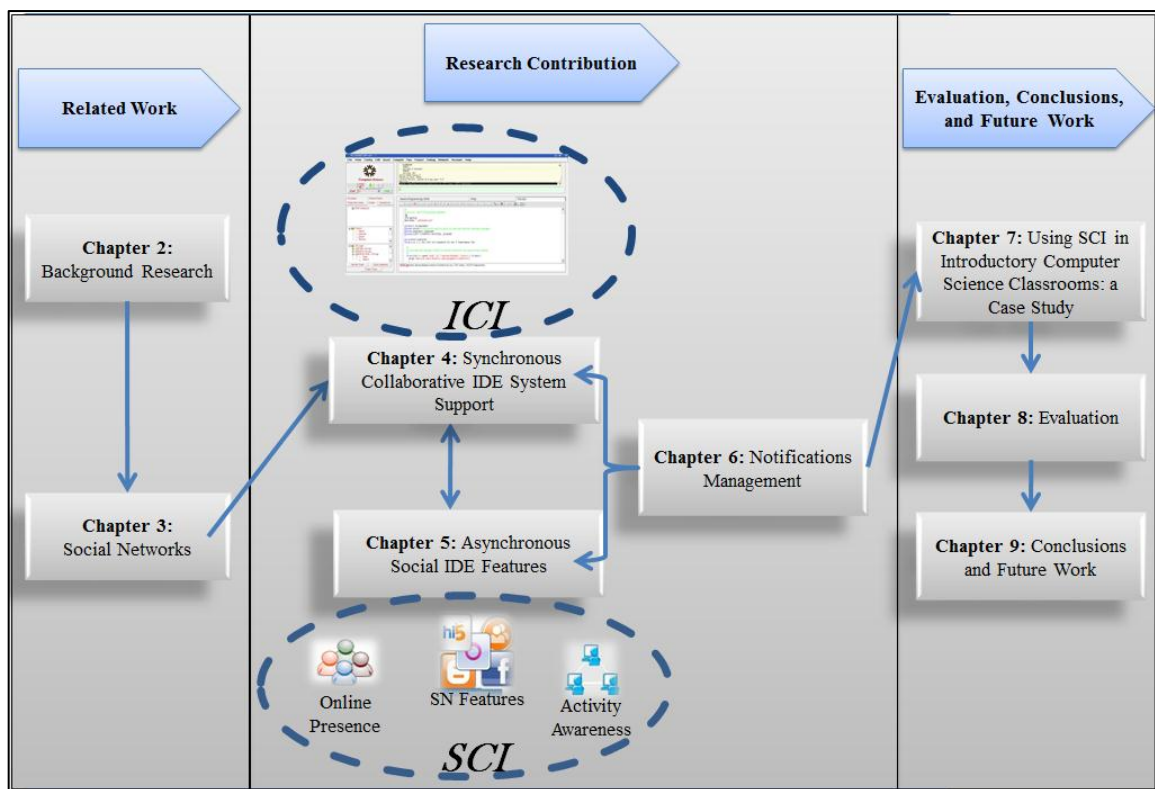 Related Work
Chapter 2:
Background Research
Chapter 3:
Social Networks
Research Contribution
ICI
Chapter 4: Synchronous
Collaborative IDE System
Support
Chapter 5: Asynchronous
Social IDE Features
Chapter 6: Notifications
Management
hi5
Online
Presence
SN Features
Activity
Awareness
SCI
Evaluation, Conclusions,
and Future Work
Chapter 7: Using SCI in
Introductory Computer
Science Classrooms: a
Case Study
Chapter 8: Evaluation
Chapter 9: Conclusions
and Future Work